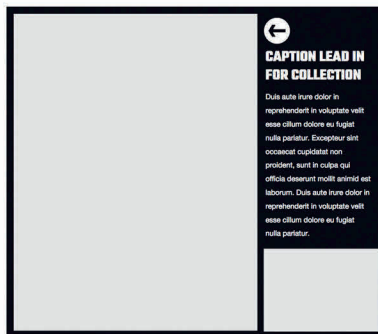 CAPTION LEAD IN
FOR COLLECTION
Duis aute irure dolor in
reprehenderit in voluptate velit
esse cillum dolore eu fugiat
nulla pariatur. Excepteur sint
occaecat cupidatat non
proident, sunt in culpa qui
officia deserunt mollit animid est
laborum. Duis aute irure dolor in
reprehenderit in voluptate velit
esse cillum dolore eu fugiat
nulla pariatur.